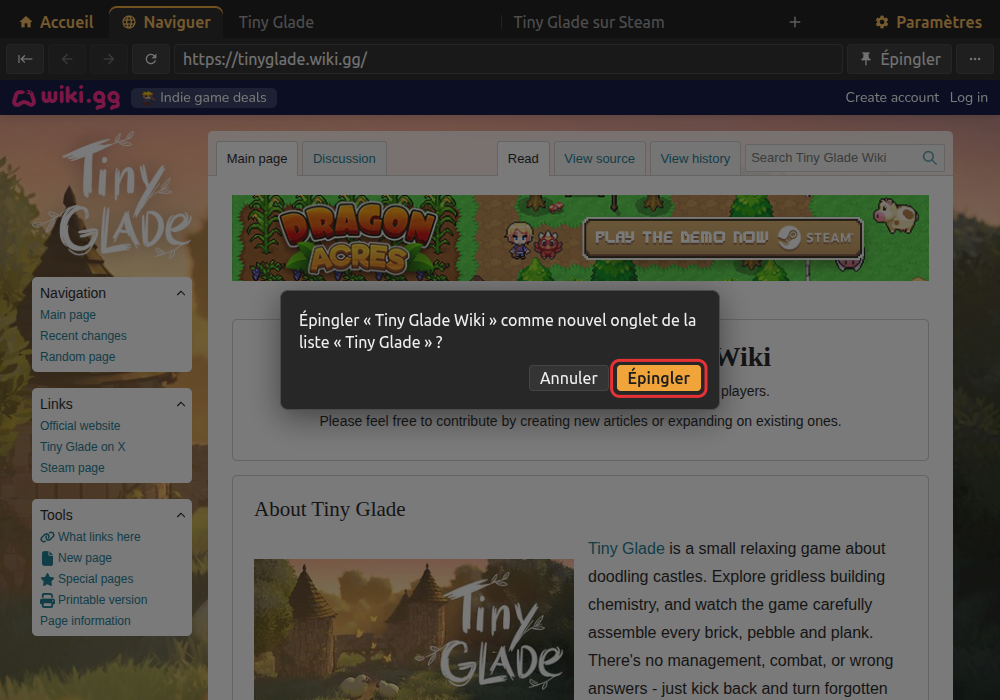 Accueil
Naviguer
Tiny Glade
Tiny Glade sur Steam
+
Paramètres
https://tinyglade.wiki.gg/
Épingler
...
wiki.gg
Indie game deals
Create account
Log in
Tiny
GLADE
Main page
Discussion
Read
View source
View history
Search Tiny Glade Wiki
DRAGON
ACRES
PLAY THE DEMO NOW
STEAM
Navigation
Main page
Recent changes
Random page
Links
Official website
Tiny Glade on X
Steam page
Tools
What links here
New page
Special pages
Printable version
Page information
Épingler « Tiny Glade Wiki » comme nouvel onglet de la
liste « Tiny Glade » ?
Annuler
Épingler
Wiki
players.
Please feel free to contribute by creating new articles or expanding on existing ones.
About Tiny Glade
Tiny
GLADE
Tiny Glade is a small relaxing game about
doodling castles. Explore gridless building
chemistry, and watch the game carefully
assemble every brick, pebble and plank.
There's no management, combat, or wrong
answers - just kick back and turn forgotten